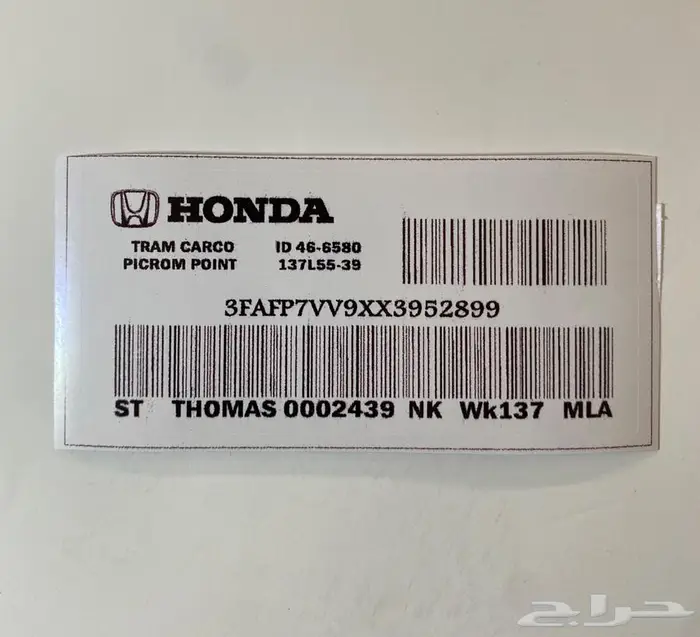 HONDA
TRAM CARCO ID 46-6580
PICROM POINT 137L55-39
3FAFP7VV9XX3952899
ST THOMAS 0002439 NK Wk137 MLA
حراج